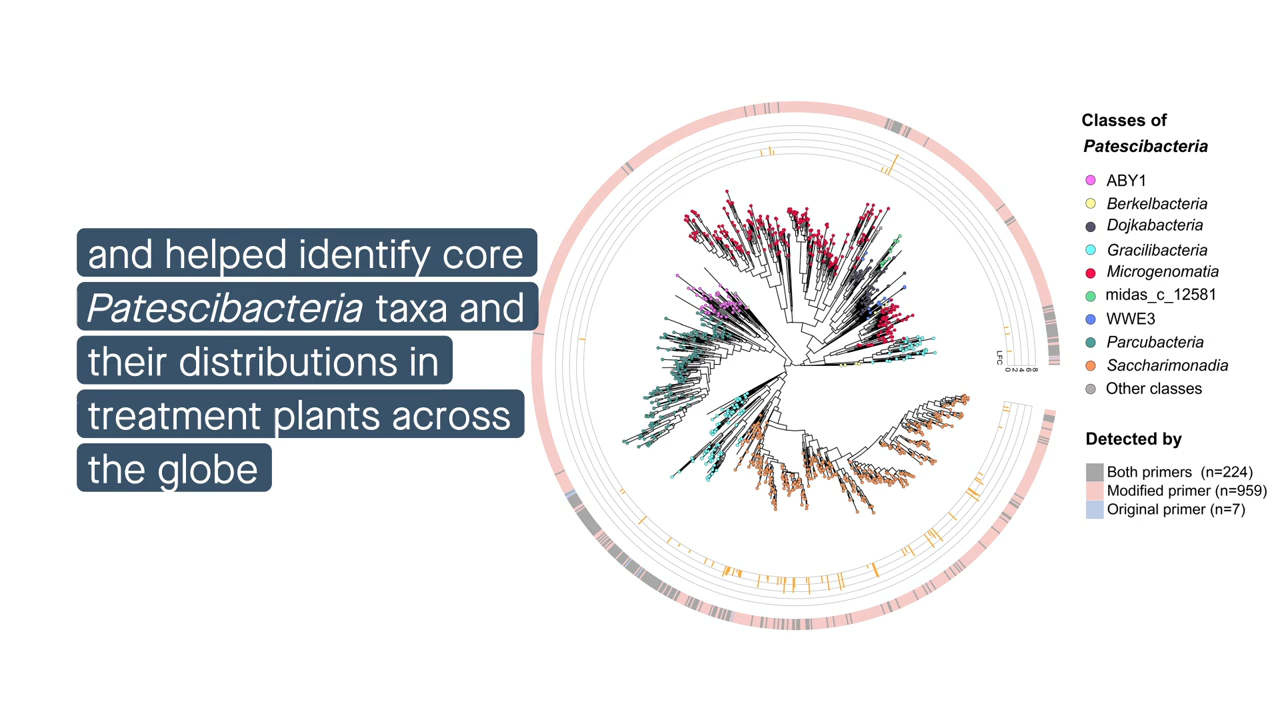 and helped identify core
Patescibacteria taxa and
their distributions in
treatment plants across
the globe
LFC
0 2 4 6 8
Classes of
Patescibacteria
ABY1
Berkelbacteria
Dojkabacteria
Gracilibacteria
Microgenomatia
midas_c_12581
WWE3
Parcubacteria
Saccharimonadia
Other classes
Detected by
Both primers (n=224)
Modified primer (n=959)
Original primer (n=7)